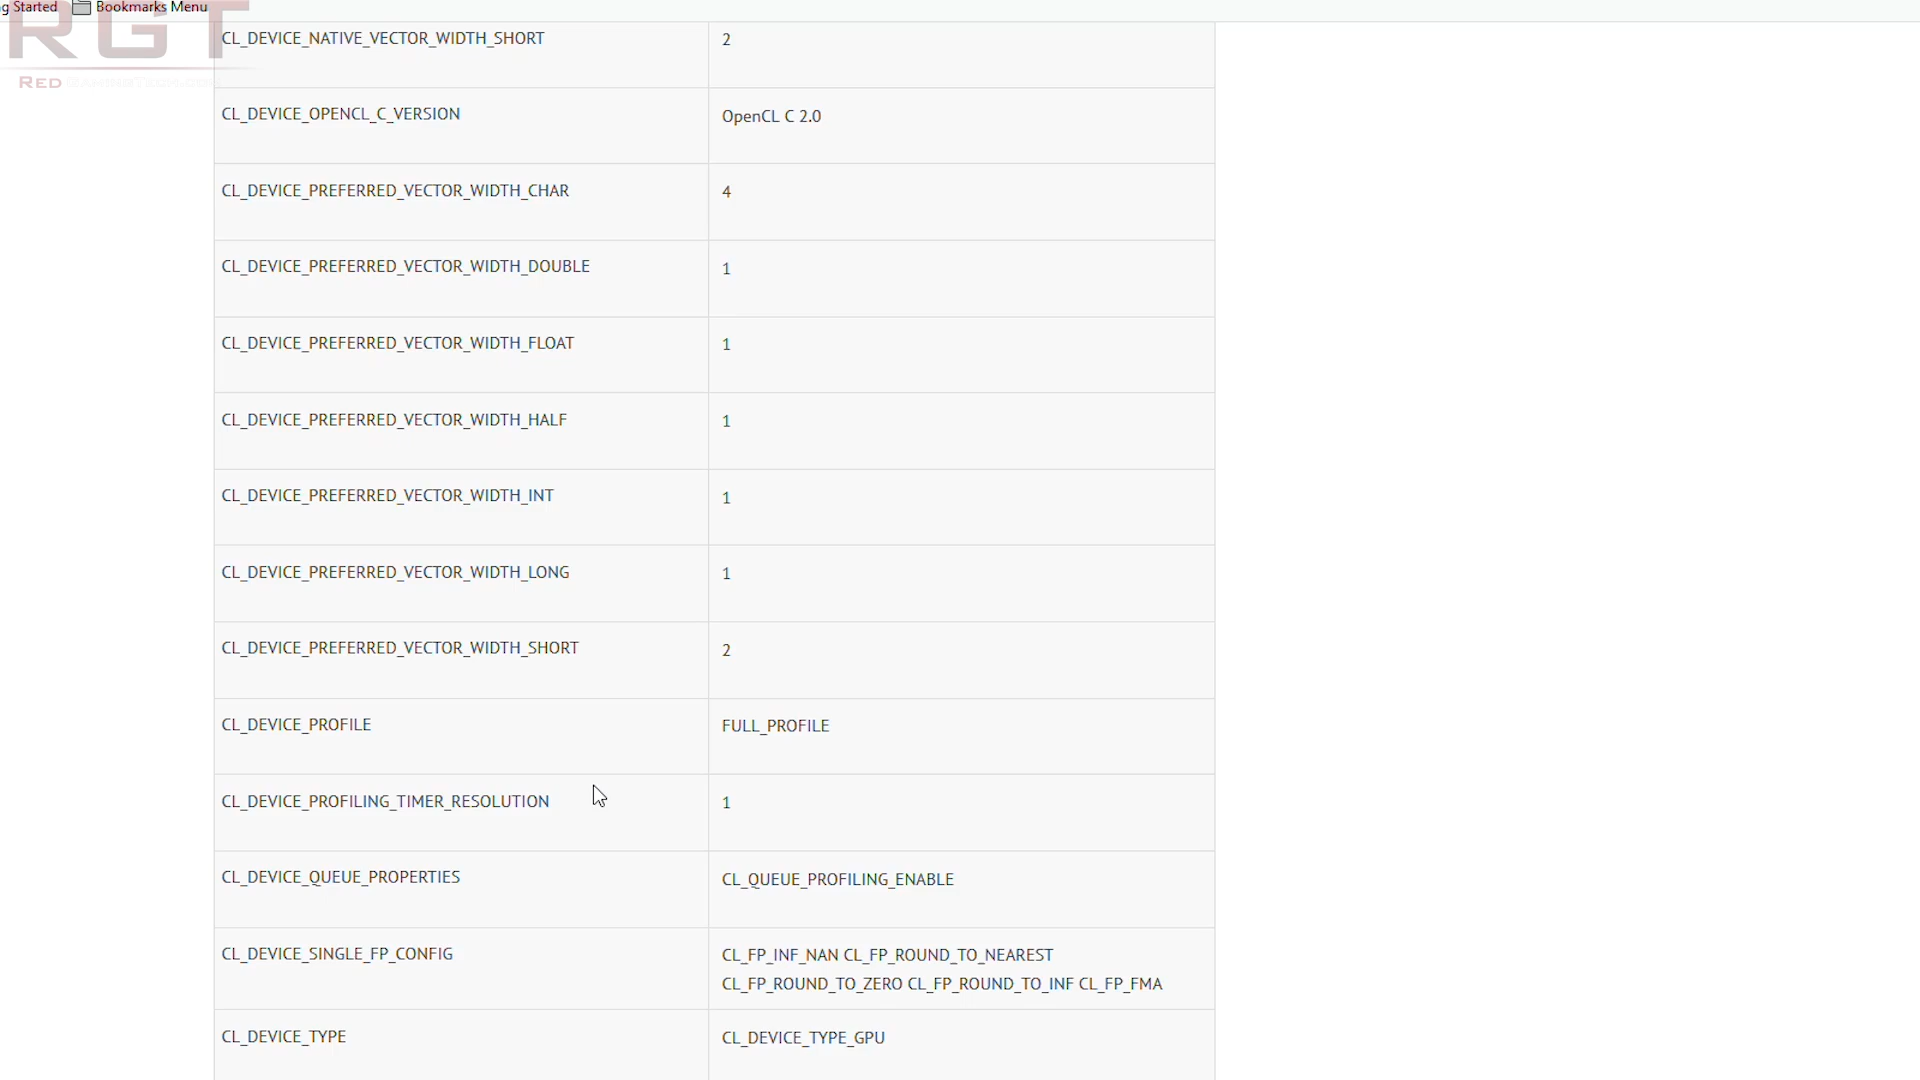 g Started Bookmarks Menu
RGT
RED
CL_DEVICE_NATIVE_VECTOR_WIDTH_SHORT 2
CL_DEVICE_OPENCL_C_VERSION OpenCL C 2.0
CL_DEVICE_PREFERRED_VECTOR_WIDTH_CHAR 4
CL_DEVICE_PREFERRED_VECTOR_WIDTH_DOUBLE 1
CL_DEVICE_PREFERRED_VECTOR_WIDTH_FLOAT 1
CL_DEVICE_PREFERRED_VECTOR_WIDTH_HALF 1
CL_DEVICE_PREFERRED_VECTOR_WIDTH_INT 1
CL_DEVICE_PREFERRED_VECTOR_WIDTH_LONG 1
CL_DEVICE_PREFERRED_VECTOR_WIDTH_SHORT 2
CL_DEVICE_PROFILE FULL_PROFILE
CL_DEVICE_PROFILING_TIMER_RESOLUTION 1
CL_DEVICE_QUEUE_PROPERTIES CL_QUEUE_PROFILING_ENABLE
CL_DEVICE_SINGLE_FP_CONFIG CL_FP_INF_NAN CL_FP_ROUND_TO_NEAREST
CL_FP_ROUND_TO_ZERO CL_FP_ROUND_TO_INF CL_FP_FMA
CL_DEVICE_TYPE CL_DEVICE_TYPE_GPU